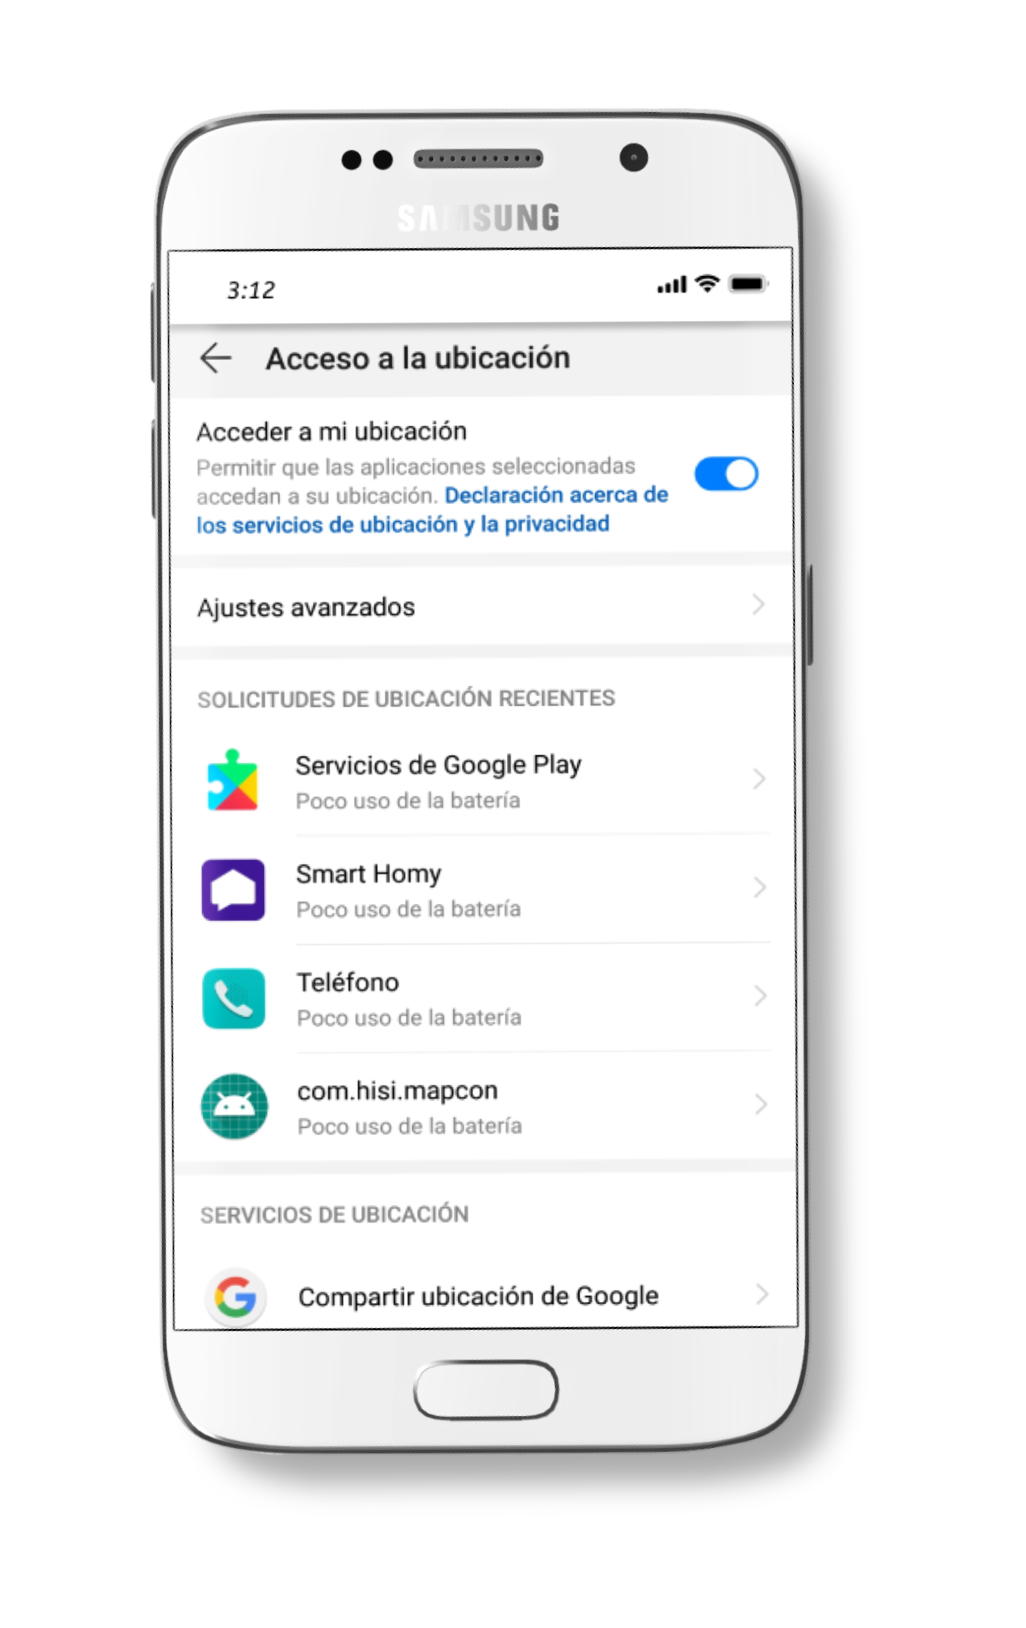 SAMSUNG
3:12
Acceso a la ubicación
Acceder a mi ubicación
Permitir que las aplicaciones seleccionadas
accedan a su ubicación. Declaración acerca de
los servicios de ubicación y la privacidad
Ajustes avanzados
SOLICITUDES DE UBICACIÓN RECIENTES
Servicios de Google Play
Poco uso de la batería
Smart Homy
Poco uso de la batería
Teléfono
Poco uso de la batería
com.hisi.mapcon
Poco uso de la batería
SERVICIOS DE UBICACIÓN
G
Compartir ubicación de Google